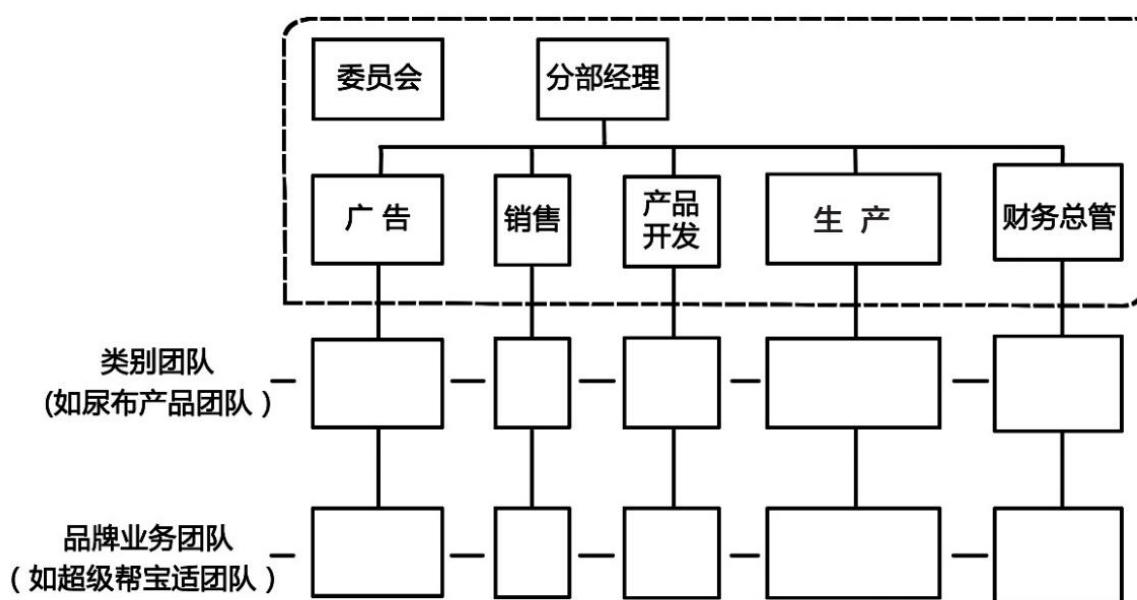 委员会
分部经理
广 告
销售
产品
开发
生 产
财务总管
类别团队
(如尿布产品团队 )
品牌业务团队
( 如超级帮宝适团队 )